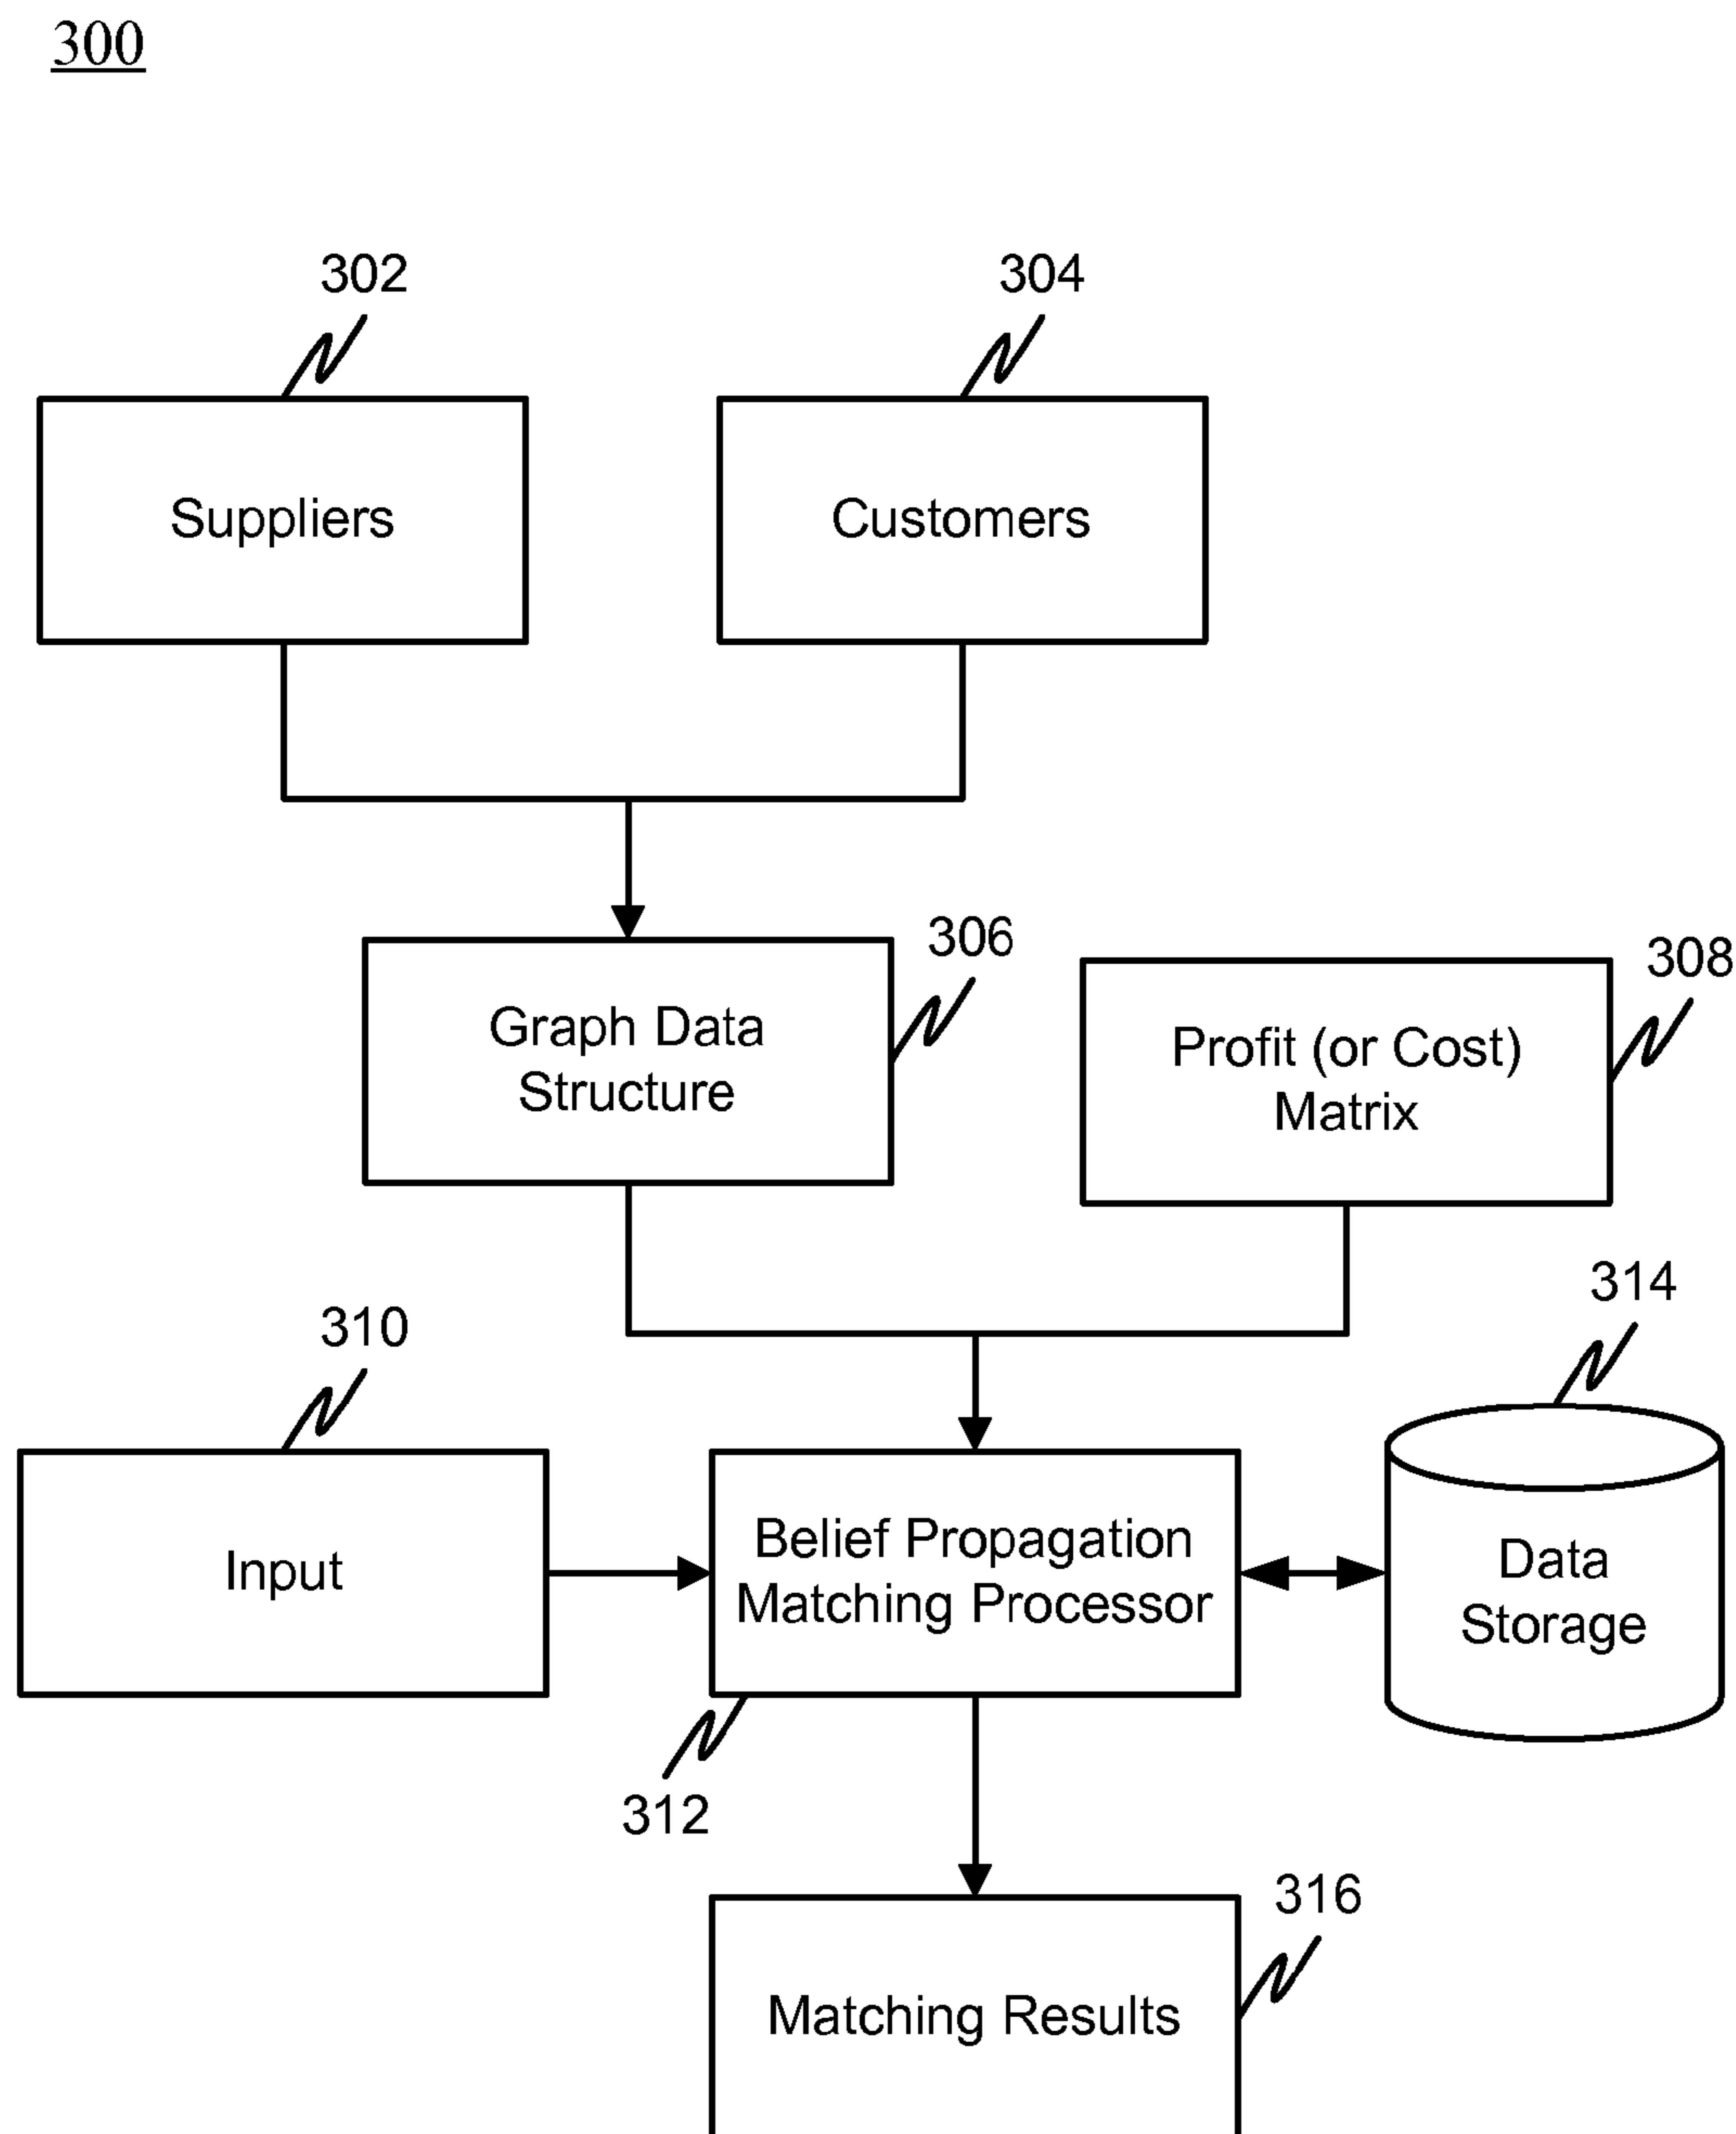 300
302
304
Suppliers
Customers
306
308
Graph Data
Structure
Profit (or Cost)
Matrix
314
310
Input
Belief Propagation
Matching Processor
Data
Storage
312
316
Matching Results